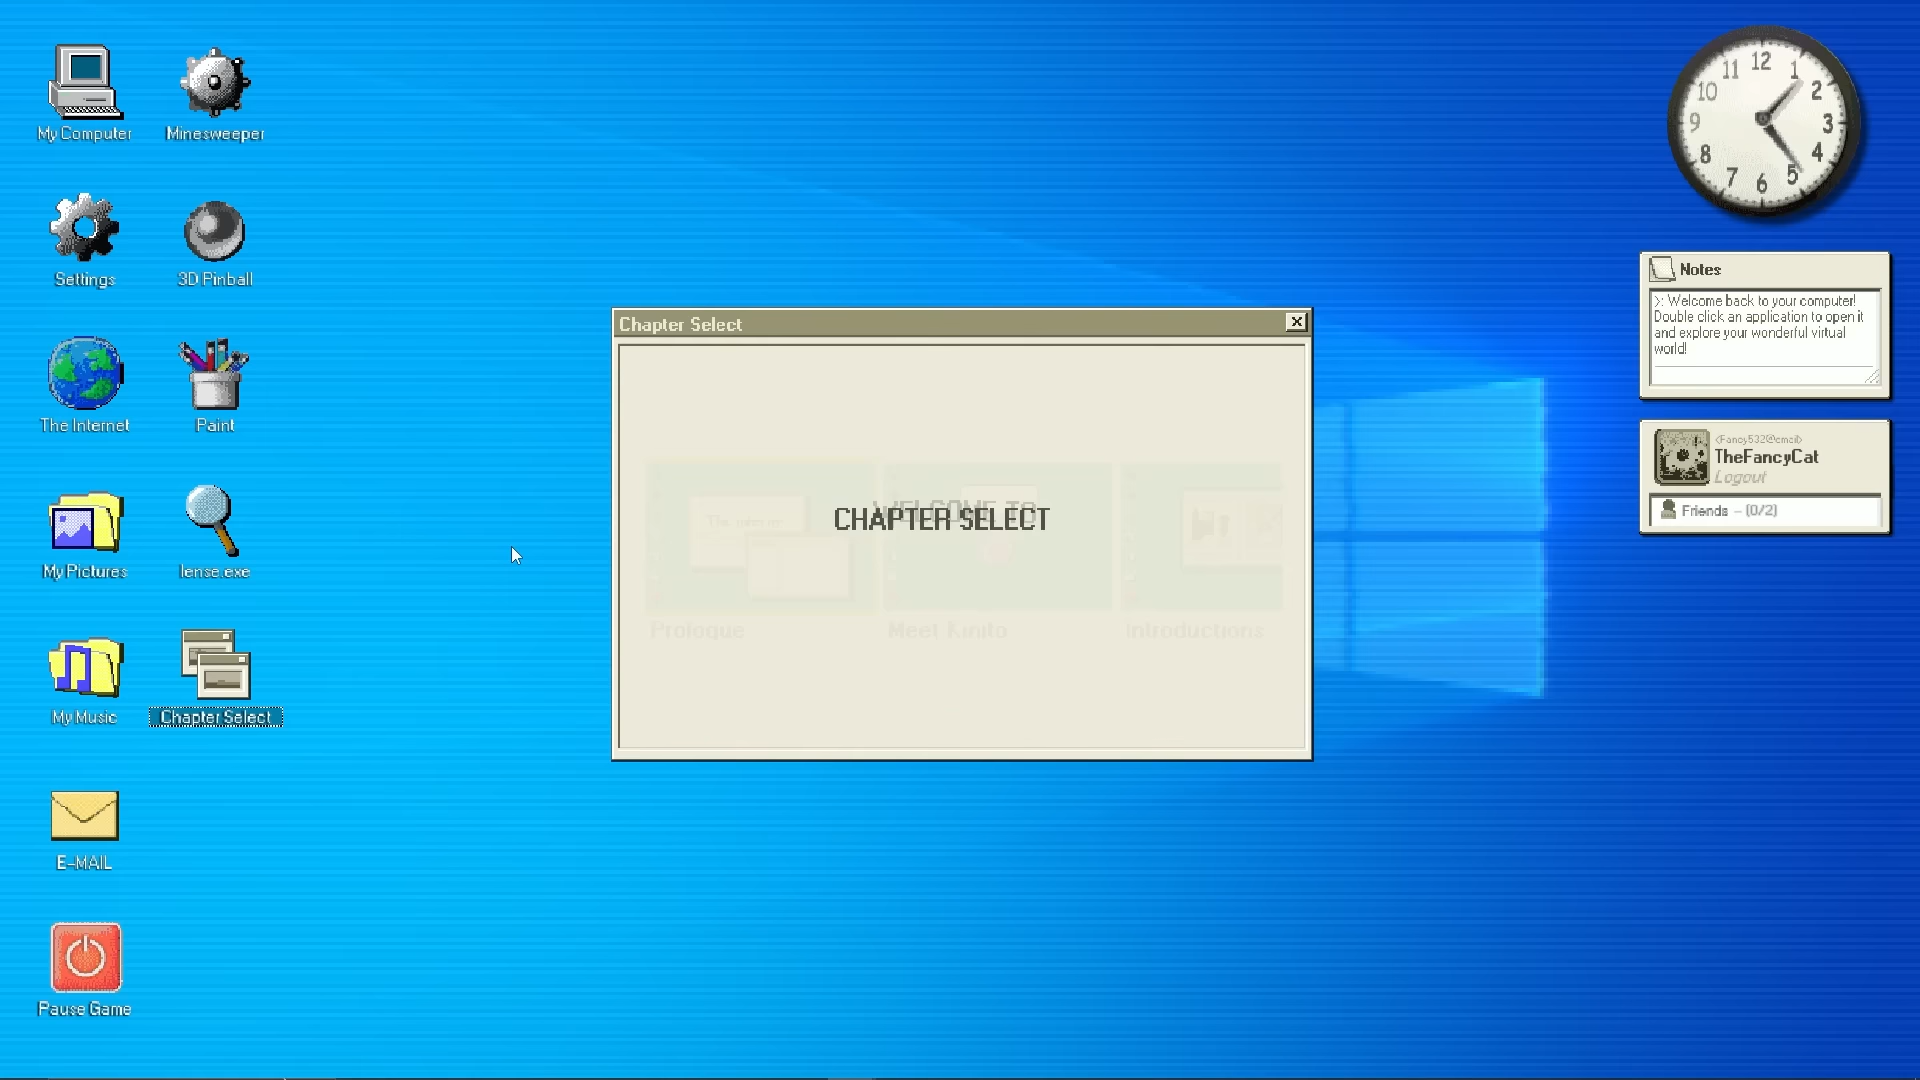 My Computer
Minesweeper
Settings
3D Pinball
The Internet
Paint
My Pictures
lense.exe
My Music
Chapter Select
E-MAIL
Pause Game
Chapter Select
WELCOME TO
CHAPTER SELECT
Prologue
Meet Kinito
Introductions
12
1
2
3
4
5
6
7
8
9
10
11
Notes
>: Welcome back to your computer!
Double click an application to open it
and explore your wonderful virtual
world!
<Fancy532@email>
TheFancyCat
Logout
Friends - (0/2)